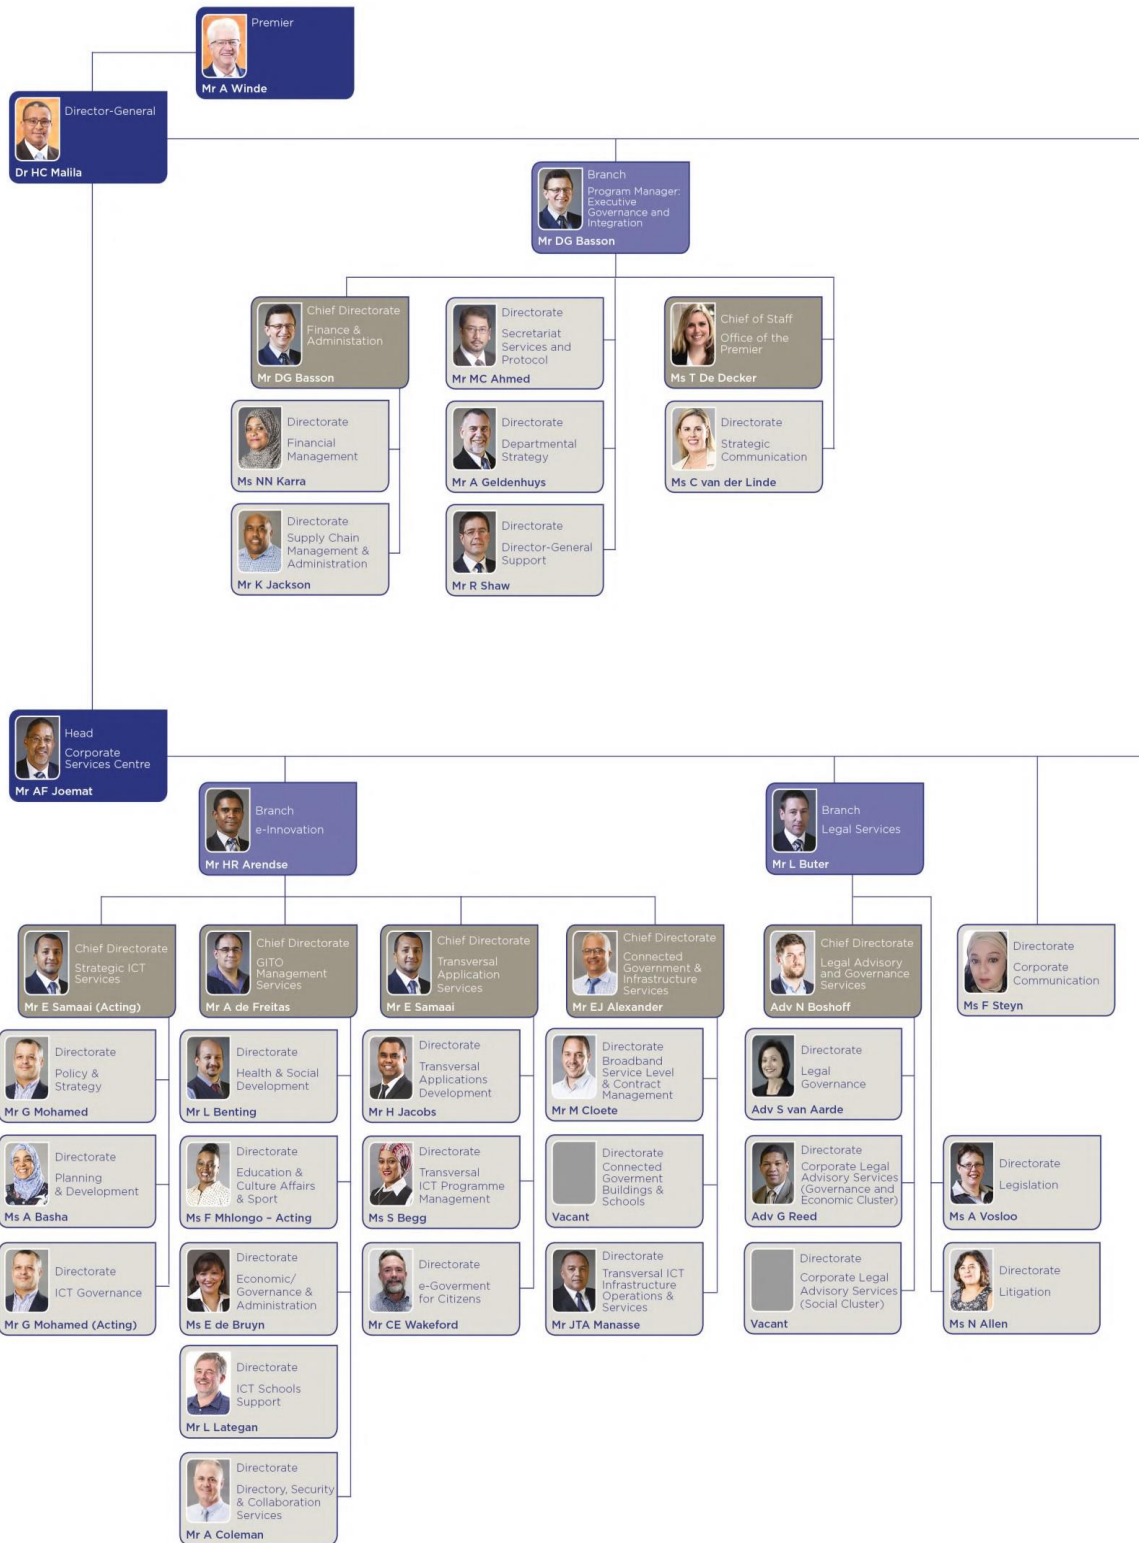 Premier
Mr A Winde
Director-General
Dr HC Malila
Branch
Program Manager:
Executive
Governance and
Integration
Mr DG Basson
Chief Directorate
Finance &
Administation
Mr DG Basson
Directorate
Secretariat
Services and
Protocol
Mr MC Ahmed
Chief of Staff
Office of the
Premier
Ms T De Decker
Directorate
Financial
Management
Ms NN Karra
Directorate
Departmental
Strategy
Mr A Geldenhuys
Directorate
Strategic
Communication
Ms C van der Linde
Directorate
Supply Chain
Management &
Administration
Mr K Jackson
Directorate
Director-General
Support
Mr R Shaw
Head
Corporate
Services Centre
Mr AF Joemat
Branch
e-Innovation
Mr HR Arendse
Branch
Legal Services
Mr L Buter
Chief Directorate
Strategic ICT
Services
Mr E Samaai (Acting)
Chief Directorate
GITO
Management
Services
Mr A de Freitas
Chief Directorate
Transversal
Application
Services
Mr E Samaai
Chief Directorate
Connected
Government &
Infrastructure
Services
Mr EJ Alexander
Chief Directorate
Legal Advisory
and Governance
Services
Adv N Boshoff
Directorate
Corporate
Communication
Ms F Steyn
Directorate
Policy &
Strategy
Mr G Mohamed
Directorate
Health & Social
Development
Mr L Benting
Directorate
Transversal
Applications
Development
Mr H Jacobs
Directorate
Broadband
Service Level
& Contract
Management
Mr M Cloete
Directorate
Legal
Governance
Adv S van Aarde
Directorate
Planning
& Development
Ms A Basha
Directorate
Education &
Culture Affairs
& Sport
Ms F Mhlongo – Acting
Directorate
Transversal
ICT Programme
Management
Ms S Begg
Directorate
Connected
Goverment
Buildings &
Schools
Vacant
Directorate
Corporate Legal
Advisory Services
(Governance and
Economic Cluster)
Adv G Reed
Directorate
Legislation
Ms A Vosloo
Directorate
ICT Governance
Mr G Mohamed (Acting)
Directorate
Economic/
Governance &
Administration
Ms E de Bruyn
Directorate
e-Goverment
for Citizens
Mr CE Wakeford
Directorate
Transversal ICT
Infrastructure
Operations &
Services
Mr JTA Manasse
Directorate
Corporate Legal
Advisory Services
(Social Cluster)
Vacant
Directorate
Litigation
Ms N Allen
Directorate
ICT Schools
Support
Mr L Lategan
Directorate
Directory, Security
& Collaboration
Services
Mr A Coleman